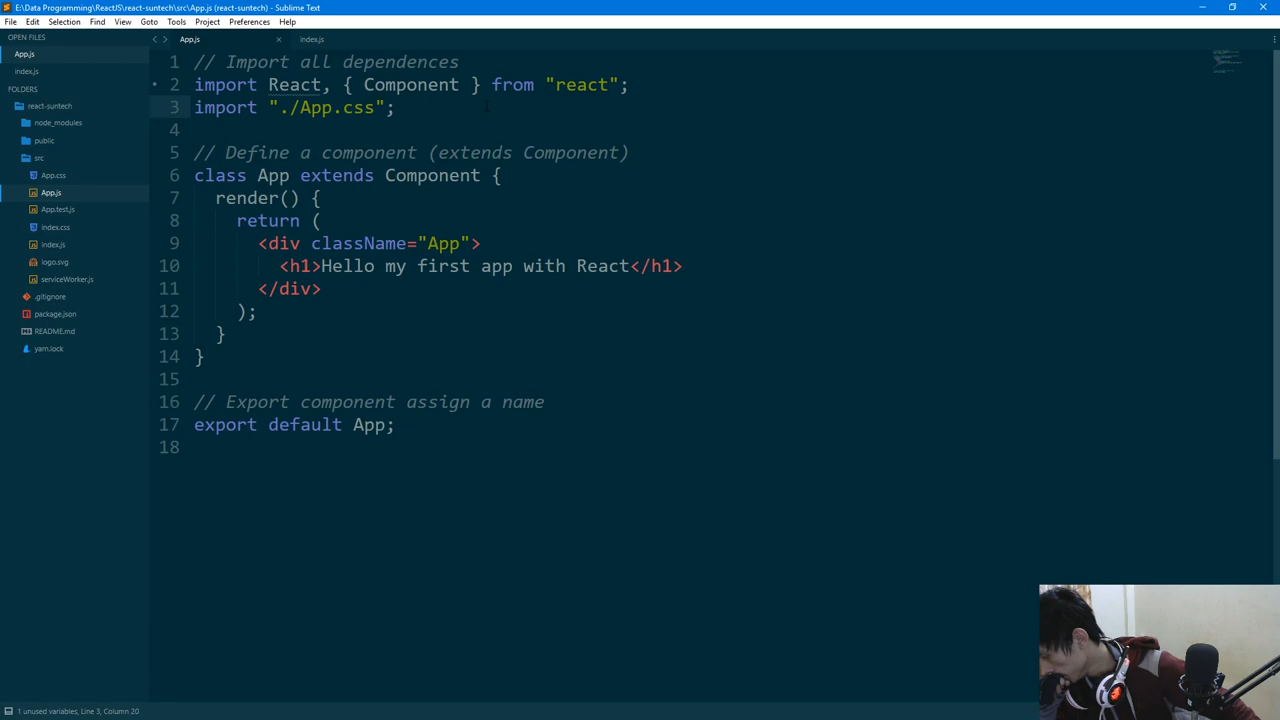 E:\Data Programming\ReactJS\react-suntech\src\App.js (react-suntech) - Sublime Text
File Edit Selection Find View Goto Tools Project Preferences Help
OPEN FILES
App.js
index.js
FOLDERS
react-suntech
node_modules
public
src
App.css
App.js
App.test.js
index.css
index.js
logo.svg
serviceWorker.js
.gitignore
package.json
README.md
yarn.lock
App.js × index.js
1 // Import all dependences
2 import React, { Component } from "react";
3 import "./App.css";
4
5 // Define a component (extends Component)
6 class App extends Component {
7 render() {
8 return (
9 <div className="App">
10 <h1>Hello my first app with React</h1>
11 </div>
12 );
13 }
14 }
15
16 // Export component assign a name
17 export default App;
18
1 unused variables, Line 3, Column 20